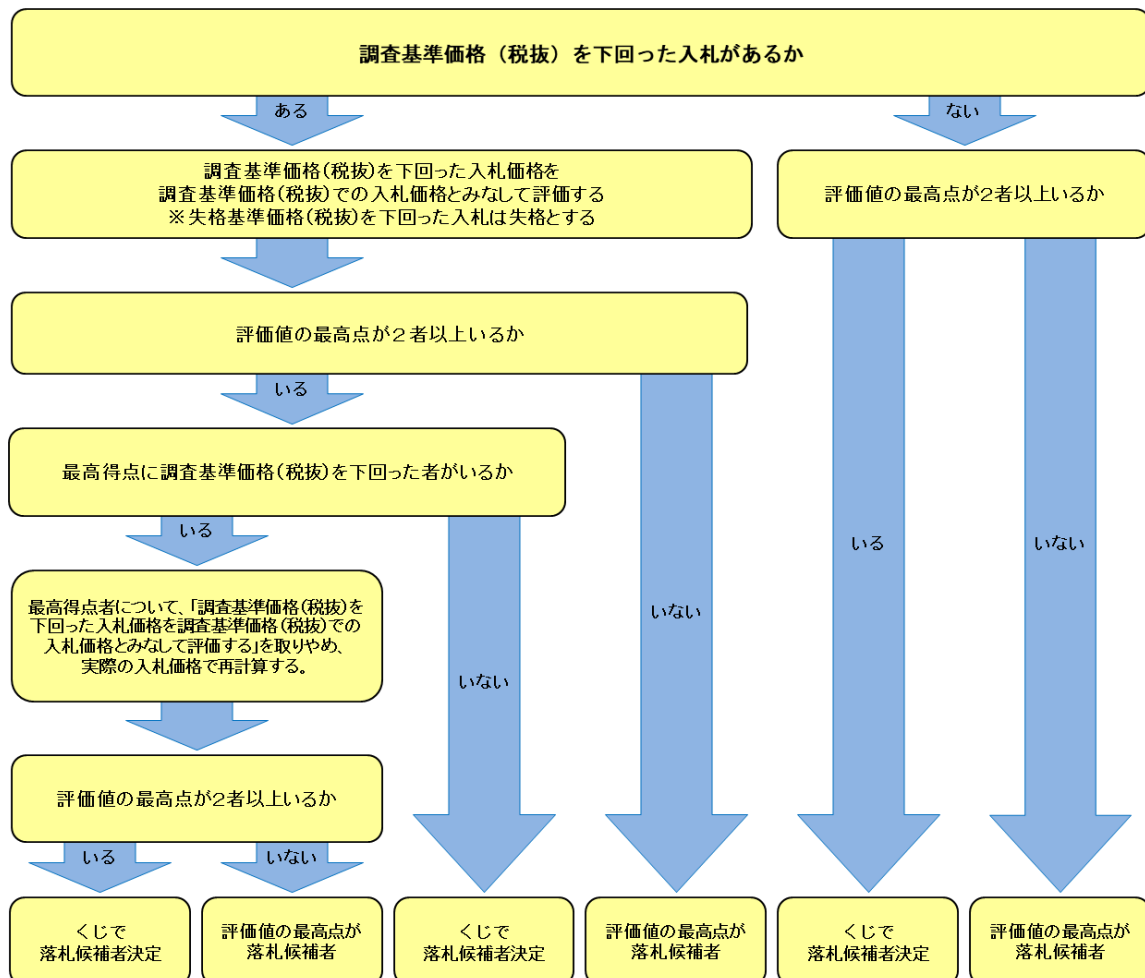 調査基準価格（税抜）を下回った入札があるか
ある
ない
調査基準価格(税抜)を下回った入札価格を
調査基準価格(税抜)での入札価格とみなして評価する
※失格基準価格(税抜)を下回った入札は失格とする
評価値の最高点が2者以上いるか
評価値の最高点が２者以上いるか
いる
最高得点に調査基準価格(税抜)を下回った者がいるか
いる
いる
いない
最高得点者について、「調査基準価格(税抜)を
下回った入札価格を調査基準価格(税抜)での
入札価格とみなして評価する」を取りやめ、
実際の入札価格で再計算する。
いない
いない
評価値の最高点が2者以上いるか
いる
いない
くじで
落札候補者決定
評価値の最高点が
落札候補者
くじで
落札候補者決定
評価値の最高点が
落札候補者
くじで
落札候補者決定
評価値の最高点が
落札候補者